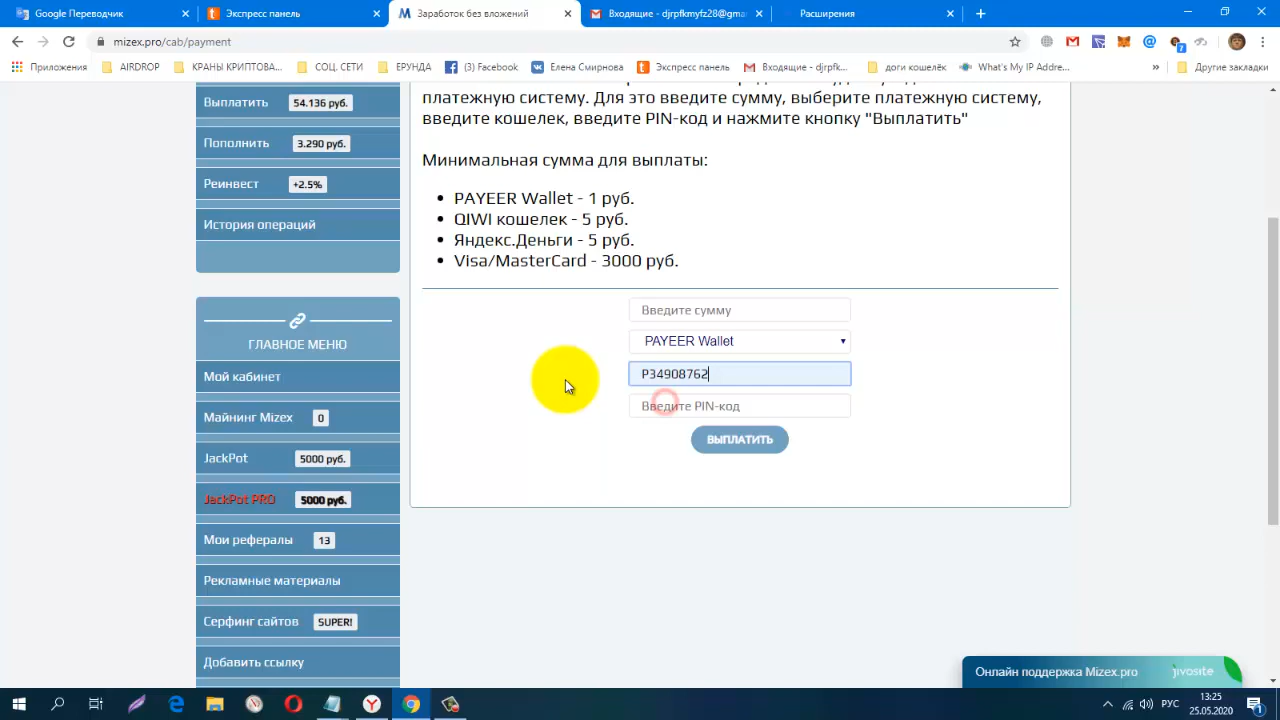 Google Переводчик
Экспресс панель
Заработок без вложений
Входящие - djrpfkmyfz28@gma
Расширения
mizex.pro/cab/payment
7
Приложения
AIRDROP
КРАНЫ КРИПТОВА...
СОЦ. СЕТИ
ЕРУНДА
(3) Facebook
Елена Смирнова
Экспресс панель
Входящие - djrpfk...
доги кошелёк
What's My IP Addre...
»
Другие закладки
Выплатить 54.136 руб.
Пополнить 3.290 руб.
Реинвест +2.5%
История операций
ГЛАВНОЕ МЕНЮ
Мой кабинет
Майнинг Mizex 0
JackPot 5000 руб.
JackPot PRO 5000 руб.
Мои рефералы 13
Рекламные материалы
Серфинг сайтов SUPER!
Добавить ссылку
платежную систему. Для это введите сумму, выберите платежную систему,
введите кошелек, введите PIN-код и нажмите кнопку "Выплатить"
Минимальная сумма для выплаты:
• PAYEER Wallet - 1 руб.
• QIWI кошелек - 5 руб.
• Яндекс.Деньги - 5 руб.
• Visa/MasterCard - 3000 руб.
Введите сумму
PAYEER Wallet
P34908762
Введите PIN-код
ВЫПЛАТИТЬ
Онлайн поддержка Mizex.pro jivosite
РУС
13:25
25.05.2020
1